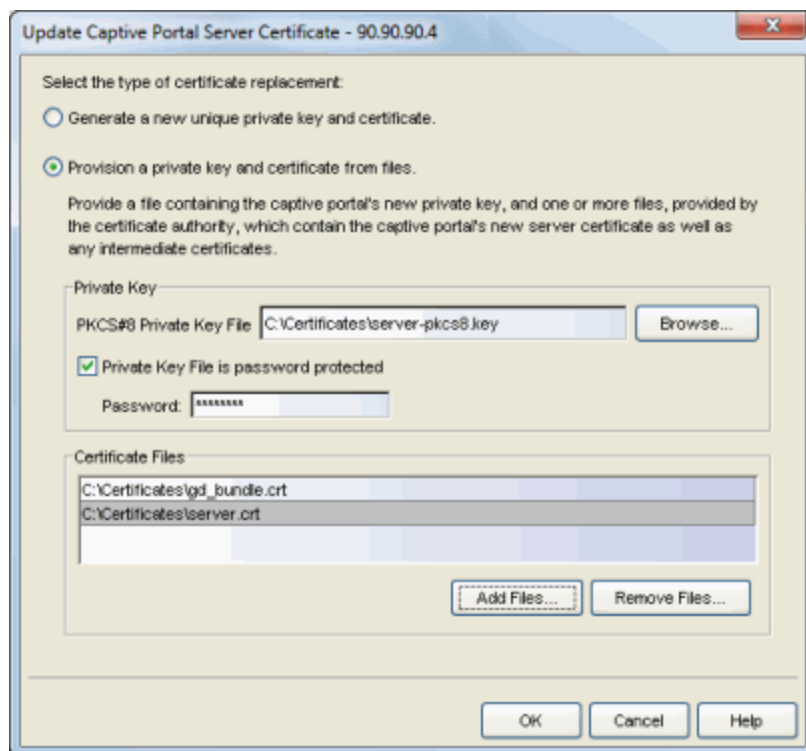 Update Captive Portal Server Certificate - 90.90.90.4
Select the type of certificate replacement:
Generate a new unique private key and certificate.
Provision a private key and certificate from files.
Provide a file containing the captive portal's new private key, and one or more files, provided by
the certificate authority, which contain the captive portal's new server certificate as well as
any intermediate certificates.
Private Key
PKCS#8 Private Key File C:\Certificates\server-pkcs8.key Browse...
Private Key File is password protected
Password: ********
Certificate Files
C:\Certificates\gd_bundle.crt
C:\Certificates\server.crt
Add Files... Remove Files...
OK Cancel Help